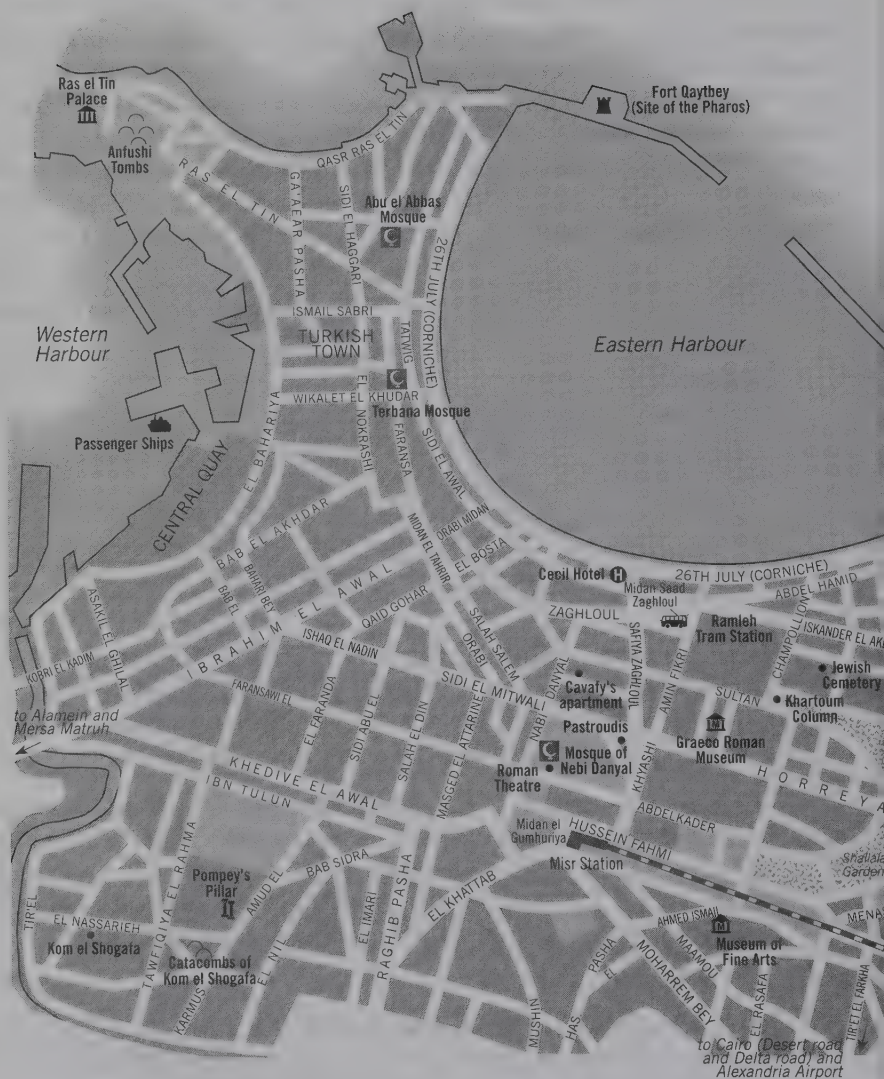 Ras el Tin
Palace
Anfushi
Tombs
Fort Qaytbey
(Site of the Pharos)
QASR RAS EL TIN
RAS EL TIN
GA'AEAR PASHA
SIDI EL HAGGARI
Abu el Abbas
Mosque
26TH JULY (CORNICHE)
ISMAIL SABRI
TURKISH
TOWN
TATWIG
Western
Harbour
Eastern Harbour
WIKALET EL KHUDAR
Terbana Mosque
EL NOKRASHI
FARANSA
SIDI EL AWAL
Passenger Ships
CENTRAL QUAY
EL BAHARIYA
BAB EL AKHDAR
BAB EL
BAHARI BEY
MIDAN EL TAHRIR
ORABI MIDAN
EL BOSTA
Cecil Hotel
H
26TH JULY (CORNICHE)
Midan Saad
Zaghloul
ABDEL HAMID
ASAKIL EL GHILAL
IBRAHIM EL AWAL
QAID GOHAR
ISHAQ EL NADIN
SALAH SALEM
ORABI
ZAGHLOUL
SAFIYA ZAGHLOUL
Ramleh
Tram Station
CHAMPOLLION
ISKANDER EL AK
KOBRI EL KADIM
SIDI EL MITWALI
NABI DANYAL
Cavafy's
apartment
AMIN FIKRI
SULTAN
Jewish
Cemetery
Khartoum
Column
FARANSAWI EL
EL FARANDA
SIDI ABU EL
SALAH EL DIN
MASGED EL ATTARINE
Pastroudis
M
Graeco Roman
Museum
to Alamein and
Mersa Matruh
Mosque of
Nebi Danyal
Roman
Theatre
KHYASHI
HORREYA
KHEDIVE EL AWAL
IBN TULUN
ABDELKADER
Midan el
Gumhuriya
HUSSEIN FAHMI
Misr Station
Shalala
Garden
TAWFIQIYA EL RAHMA
Pompey's
Pillar
AMUD EL
BAB SIDRA
EL IMARI
RAGHIB PASHA
EL KHATTAB
TIR'EL
EL NASSARIEH
Kom el Shogafa
Catacombs of
Kom el Shogafa
KARMUS
EL NIL
AHMED ISMAIL
M
Museum of
Fine Arts
MENA
MUSHIN
HAS
PASHA
EL
MOHARREM BEY
MAAMOUL
EL RASAFA
TIR'ET EL FARKHA
to Cairo (Desert road
and Delta road) and
Alexandria Airport